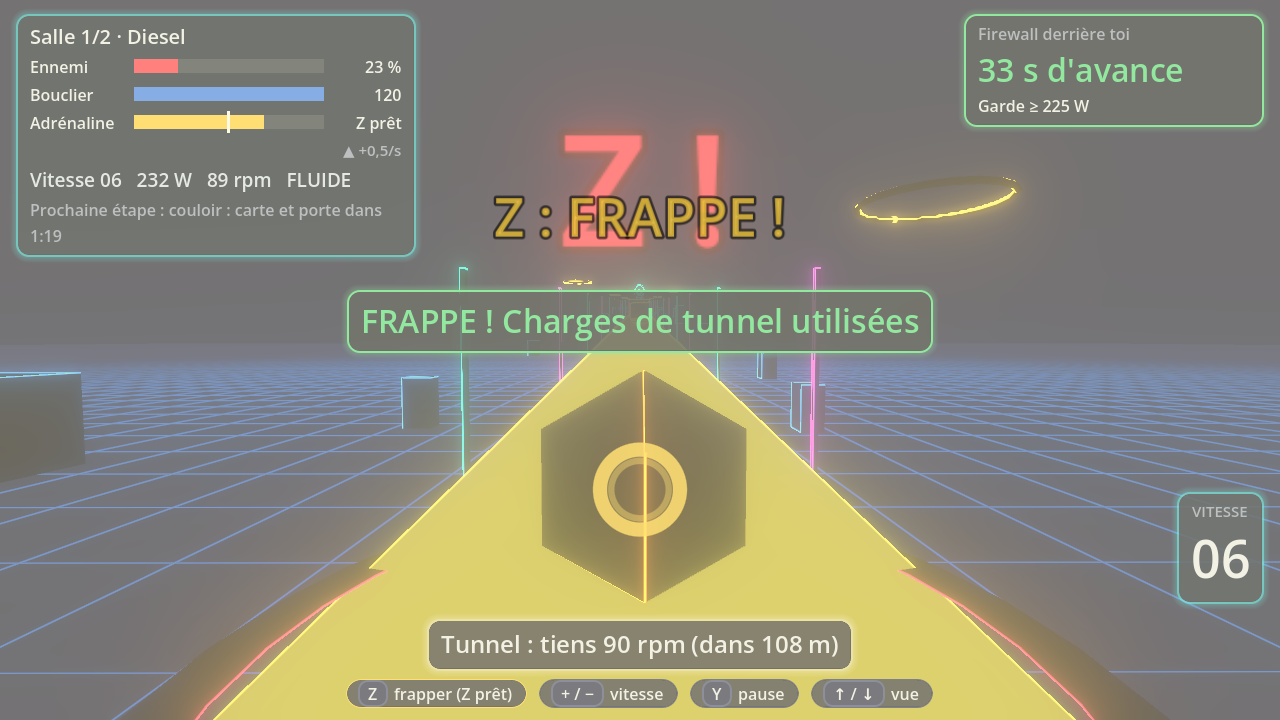 Salle 1/2 · Diesel
Ennemi 23 %
Bouclier 120
Adrénaline Z prêt
▲ +0,5/s
Vitesse 06 232 W 89 rpm FLUIDE
Prochaine étape : couloir : carte et porte dans
1:19
Firewall derrière toi
33 s d'avance
Garde ≥ 225 W
Z !
Z : FRAPPE !
FRAPPE ! Charges de tunnel utilisées
VITESSE
06
Tunnel : tiens 90 rpm (dans 108 m)
Z frapper (Z prêt) + / − vitesse Y pause ↑ / ↓ vue